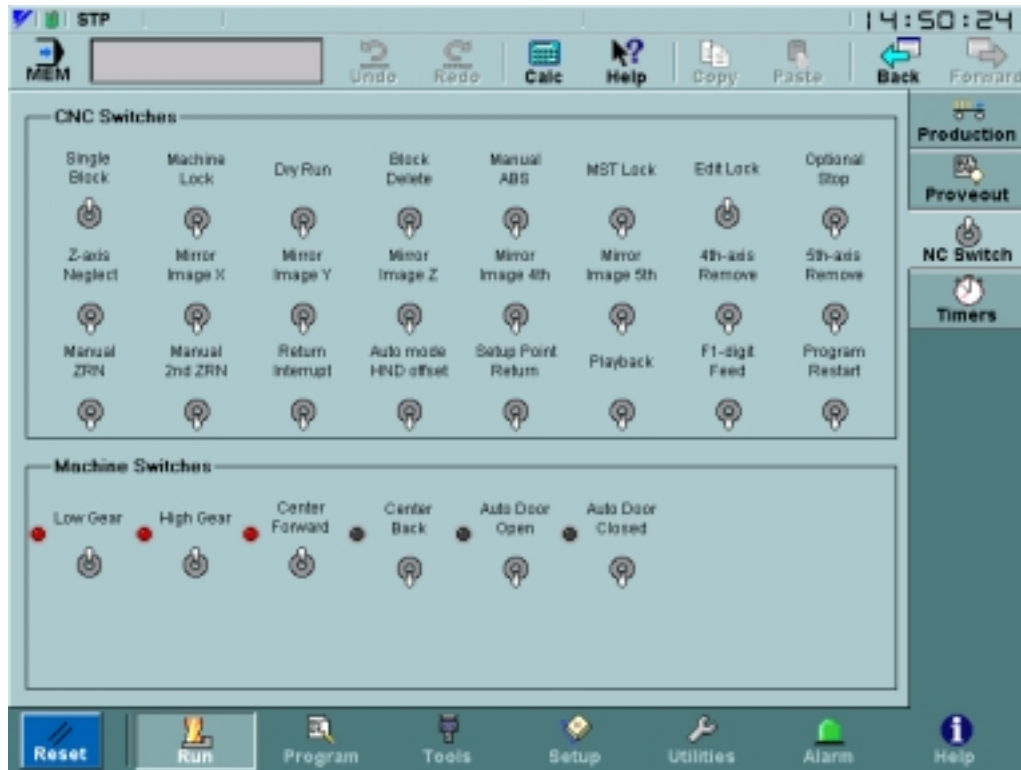 STP
14:50:24
MEM
Undo
Redo
Calc
Help
Copy
Paste
Back
Forward
CNC Switches
Single
Block
Machine
Lock
Dry Run
Block
Delete
Manual
ABS
MST Lock
Edit Lock
Optional
Stop
Z-axis
Neglect
Mirror
Image X
Mirror
Image Y
Mirror
Image Z
Mirror
Image 4th
Mirror
Image 5th
4th-axis
Remove
5th-axis
Remove
Manual
ZRN
Manual
2nd ZRN
Return
Interrupt
Auto mode
HND offset
Setup Point
Return
Playback
F1-digit
Feed
Program
Restart
Machine Switches
Low Gear
High Gear
Center
Forward
Center
Back
Auto Door
Open
Auto Door
Closed
Production
Proveout
NC Switch
Timers
Reset
Run
Program
Tools
Setup
Utilities
Alarm
Help